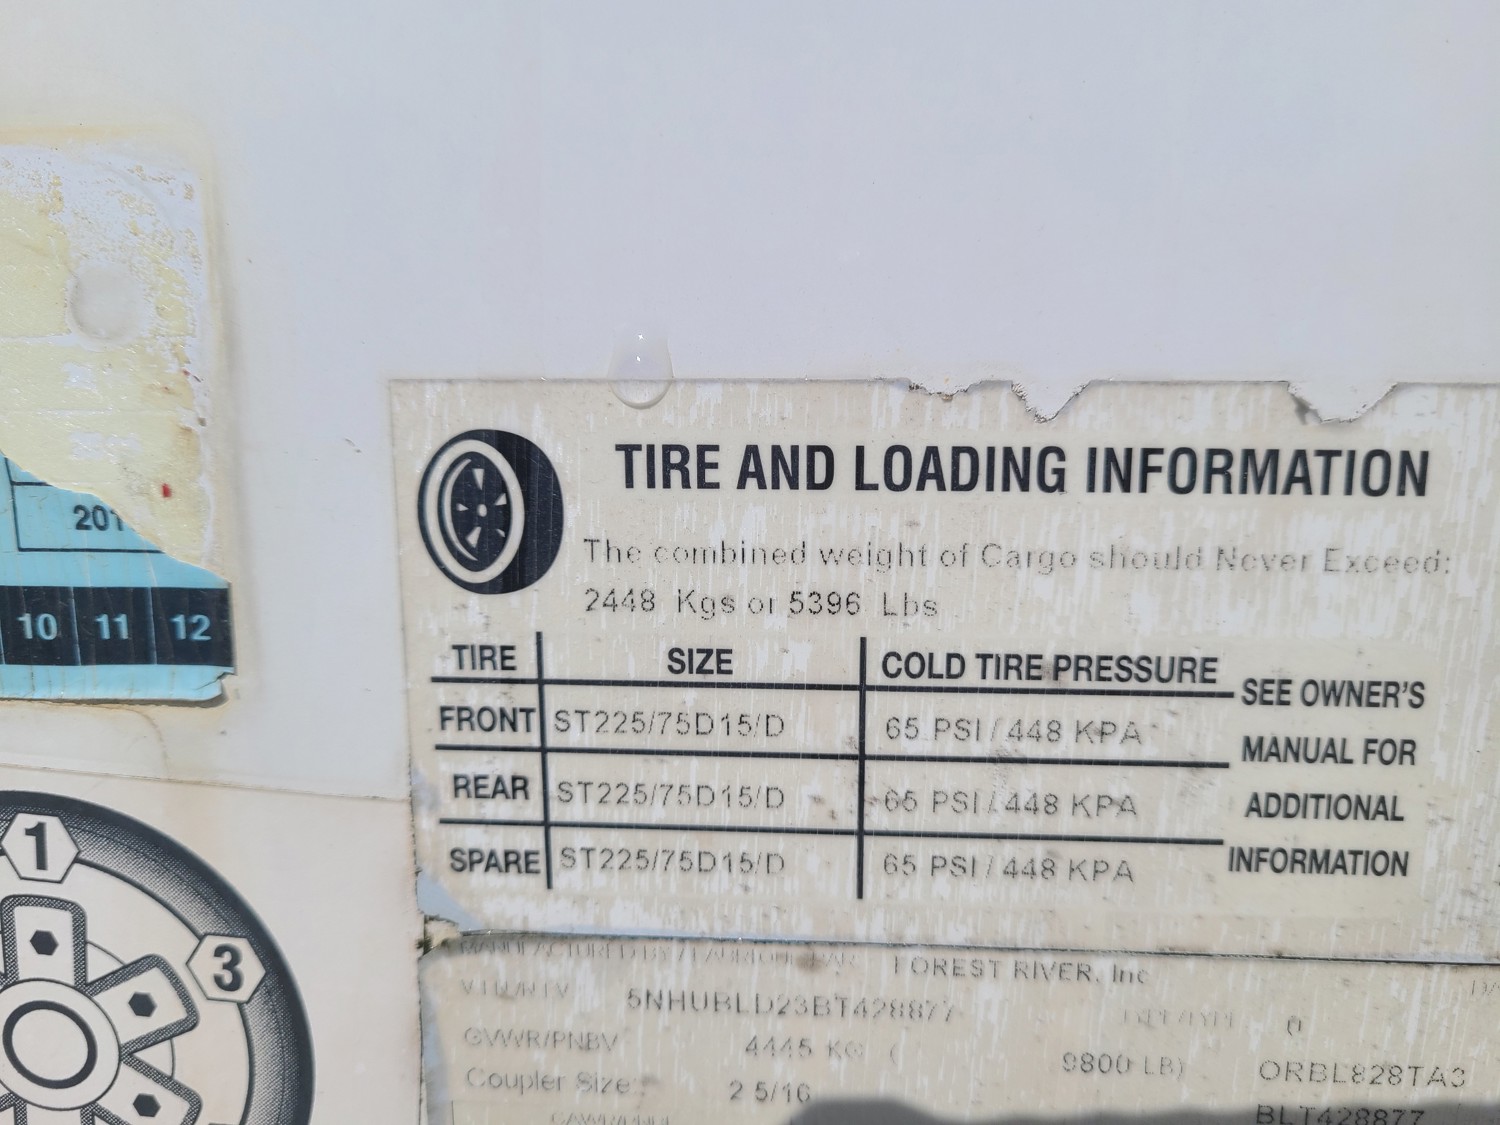 201
10 11 12
1
3
TIRE AND LOADING INFORMATION
The combined weight of Cargo should Never Exceed:
2448 Kgs or 5396 Lbs
TIRE SIZE COLD TIRE PRESSURE
FRONT ST225/75D15/D 65 PSI / 448 KPA
REAR ST225/75D15/D 65 PSI / 448 KPA
SPARE ST225/75D15/D 65 PSI / 448 KPA
SEE OWNER'S
MANUAL FOR
ADDITIONAL
INFORMATION
MANUFACTURED BY / FOREST RIVER, Inc
5NHUBLD23BT428877
GVWR/PNBV 4445 KG ( 9800 LB) ORBL828TA3
Coupler Size: 2 5/16 BLT428877